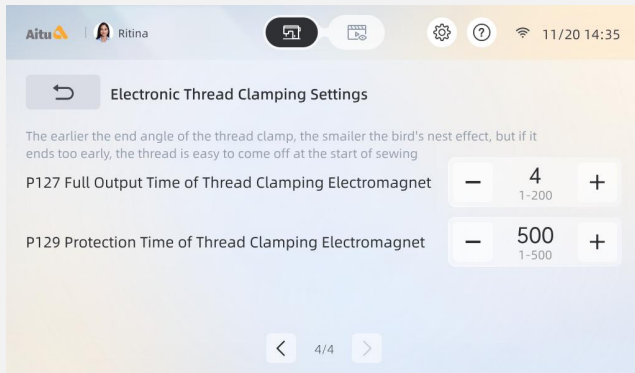 Aitu Ritina 11/20 14:35
Electronic Thread Clamping Settings
The earlier the end angle of the thread clamp, the smailer the bird's nest effect, but if it
ends too early, the thread is easy to come off at the start of sewing
P127 Full Output Time of Thread Clamping Electromagnet − 4 +
1-200
P129 Protection Time of Thread Clamping Electromagnet − 500 +
1-500
< 4/4 >